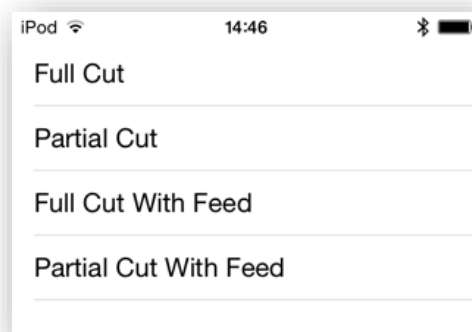 iPod 14:46
Full Cut
Partial Cut
Full Cut With Feed
Partial Cut With Feed